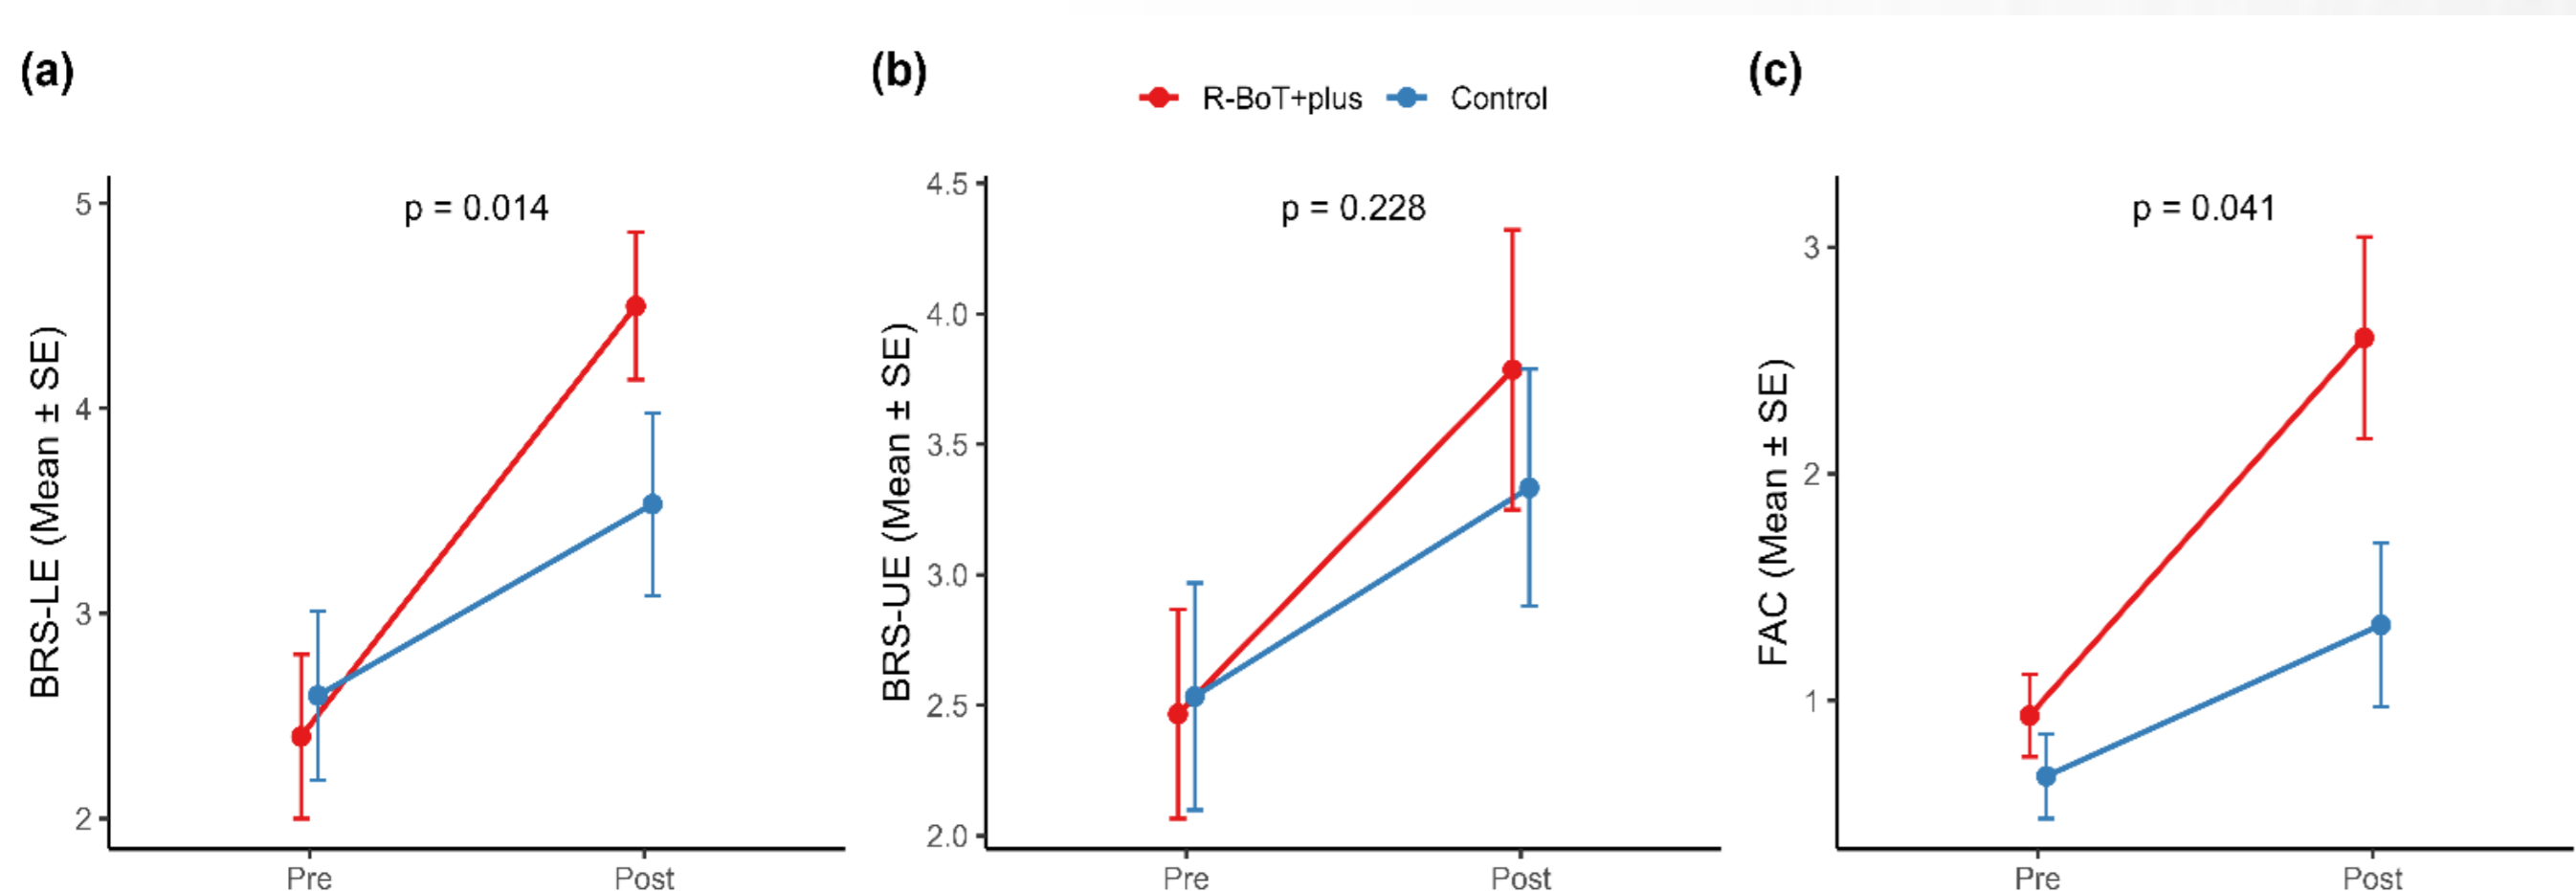 (a)
(b)
(c)
R-BoT+plus Control
p = 0.014
5
4
3
2
BRS-LE (Mean ± SE)
Pre Post
p = 0.228
4.5
4.0
3.5
3.0
2.5
2.0
BRS-UE (Mean ± SE)
Pre Post
p = 0.041
3
2
1
FAC (Mean ± SE)
Pre Post